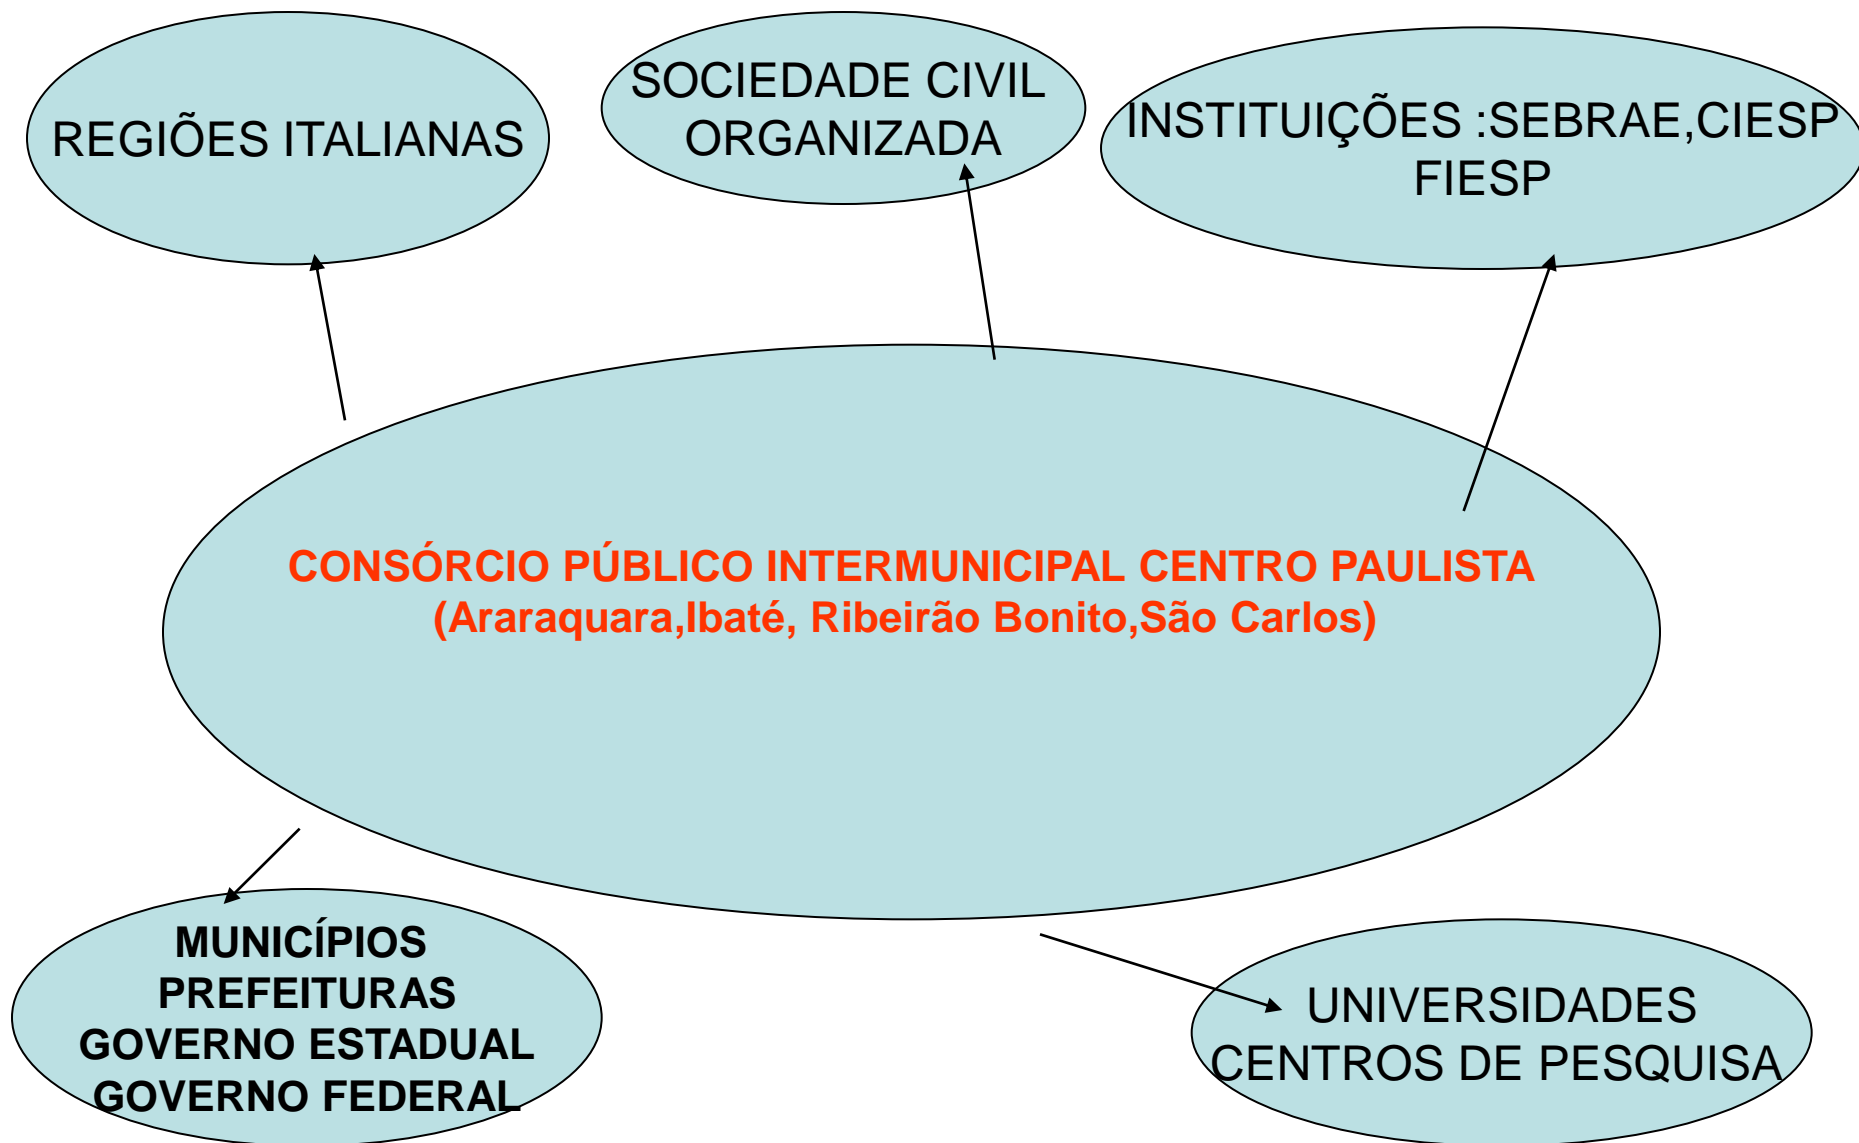 REGIÕES ITALIANAS
SOCIEDADE CIVIL
ORGANIZADA
INSTITUIÇÕES :SEBRAE,CIESP
FIESP
CONSÓRCIO PÚBLICO INTERMUNICIPAL CENTRO PAULISTA
(Araraquara,Ibaté, Ribeirão Bonito,São Carlos)
MUNICÍPIOS
PREFEITURAS
GOVERNO ESTADUAL
GOVERNO FEDERAL
UNIVERSIDADES
CENTROS DE PESQUISA